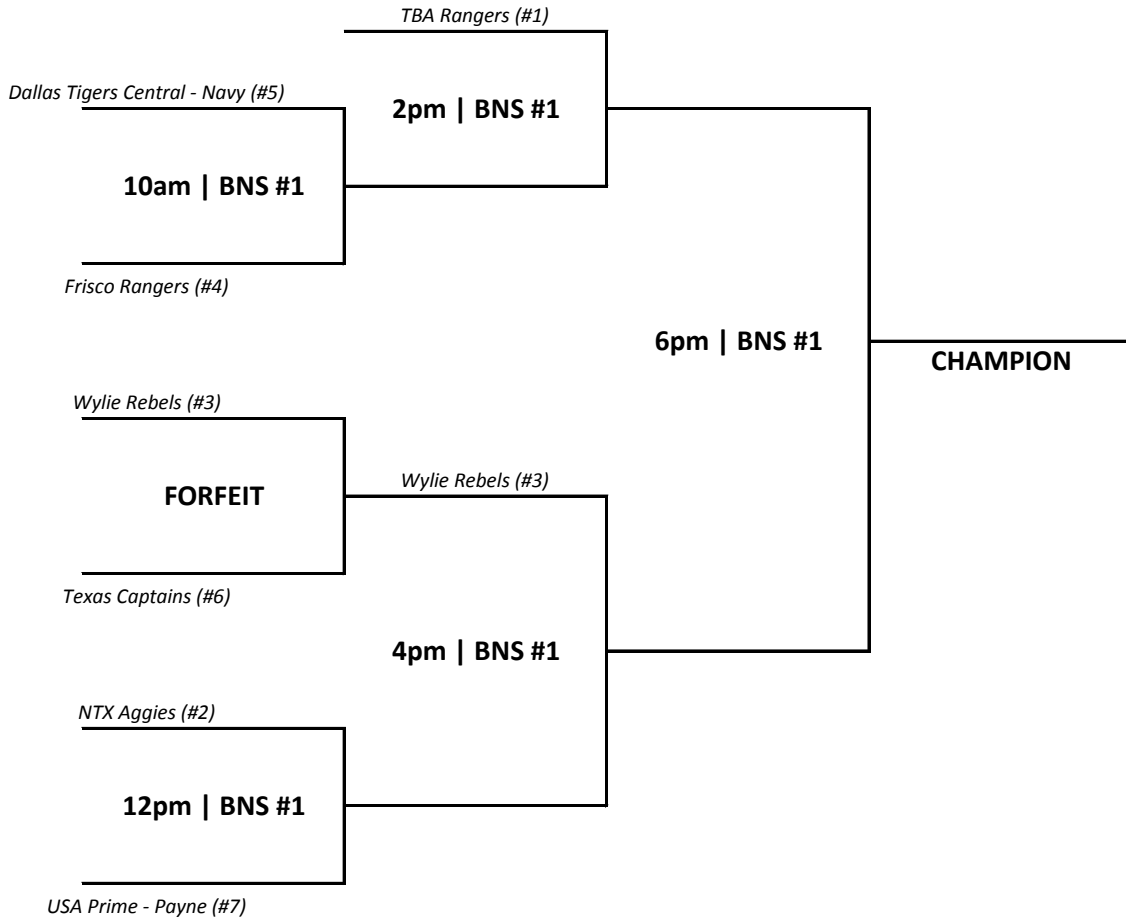 TBA Rangers (#1)
Dallas Tigers Central - Navy (#5)
2pm | BNS #1
10am | BNS #1
Frisco Rangers (#4)
6pm | BNS #1
CHAMPION
Wylie Rebels (#3)
FORFEIT
Wylie Rebels (#3)
Texas Captains (#6)
4pm | BNS #1
NTX Aggies (#2)
12pm | BNS #1
USA Prime - Payne (#7)